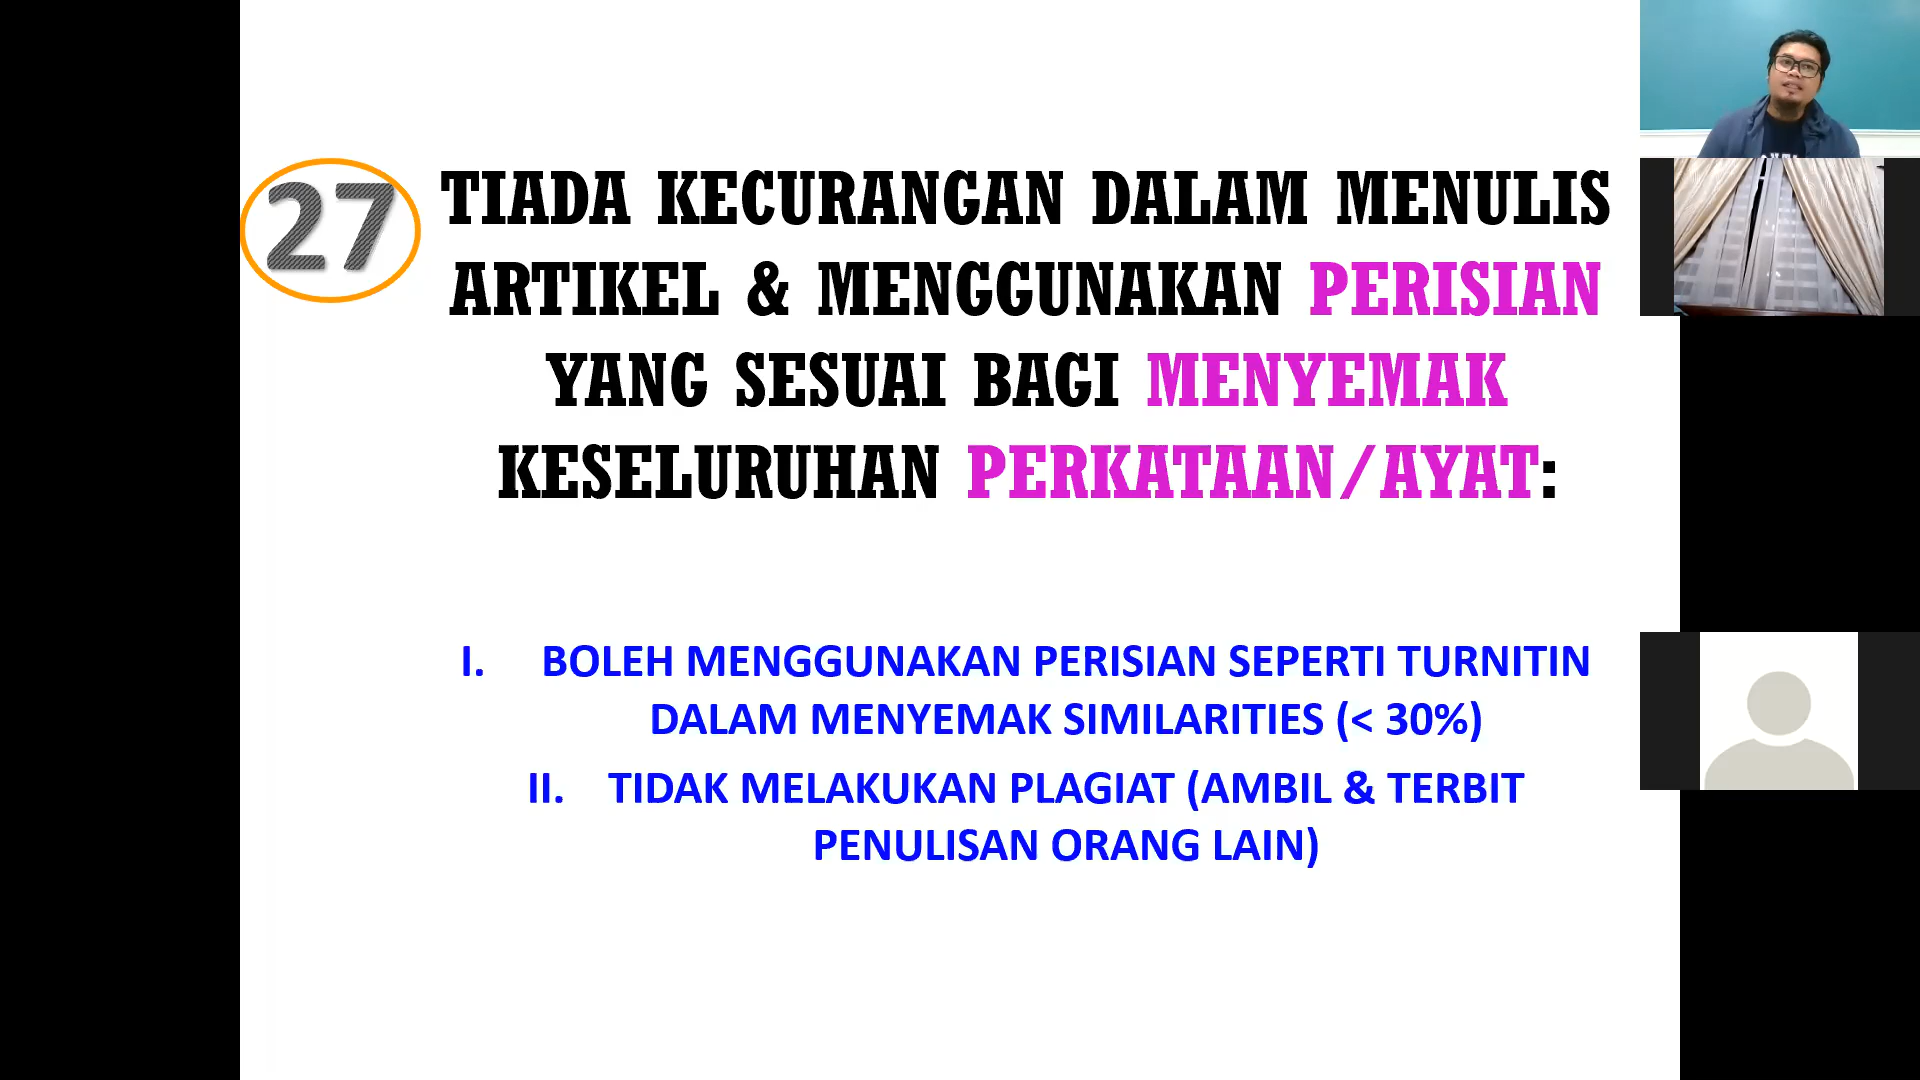 27
TIADA KECURANGAN DALAM MENULIS
ARTIKEL & MENGGUNAKAN PERISIAN
YANG SESUAI BAGI MENYEMAK
KESELURUHAN PERKATAAN/AYAT:
I. BOLEH MENGGUNAKAN PERISIAN SEPERTI TURNITIN
DALAM MENYEMAK SIMILARITIES (< 30%)
II. TIDAK MELAKUKAN PLAGIAT (AMBIL & TERBIT
PENULISAN ORANG LAIN)